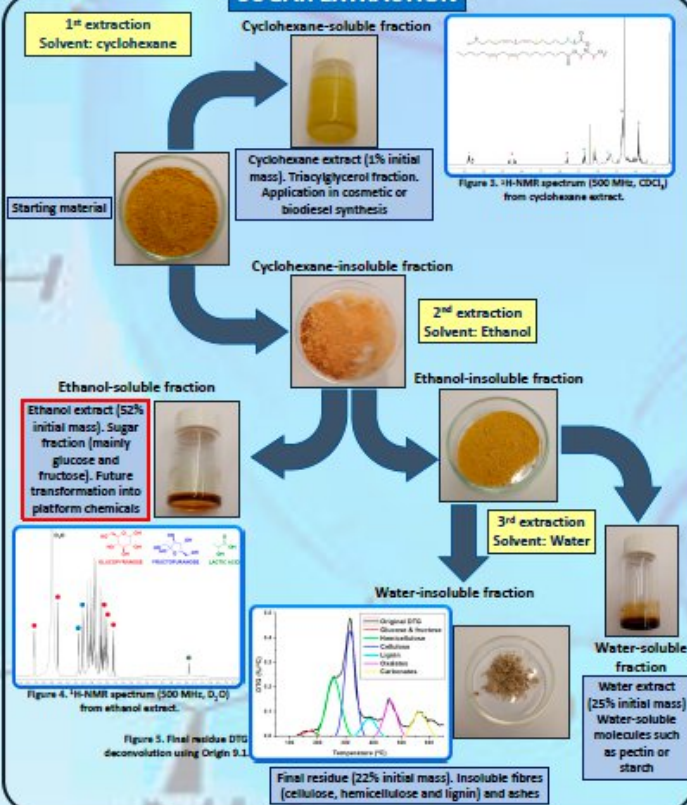 SUGAR EXTRACTION
1st extraction
Solvent: cyclohexane
Cyclohexane-soluble fraction
Cyclohexane extract (1% initial
mass). Triacylglycerol fraction.
Application in cosmetic or
biodiesel synthesis
Figure 3. ¹H-NMR spectrum (500 MHz, CDCl₃)
from cyclohexane extract.
Starting material
Cyclohexane-insoluble fraction
2nd extraction
Solvent: Ethanol
Ethanol-soluble fraction
Ethanol extract (52%
initial mass). Sugar
fraction (mainly
glucose and
fructose). Future
transformation into
platform chemicals
Ethanol-insoluble fraction
3rd extraction
Solvent: Water
D₂O
GLUCOPYRANOSE
FRUCTOFURANOSE
LACTIC ACID
Figure 4. ¹H-NMR spectrum (500 MHz, D₂O)
from ethanol extract.
Water-insoluble fraction
Original DTG
Glucose & fructose
Hemicellulose
Cellulose
Lignin
Oxalates
Carbonates
DTG (%/°C)
Temperature (°C)
Figure 5. Final residue DTG
deconvolution using Origin 9.1.
Final residue (22% initial mass). Insoluble fibres
(cellulose, hemicellulose and lignin) and ashes
Water-soluble
fraction
Water extract
(25% initial mass)
Water-soluble
molecules such
as pectin or
starch